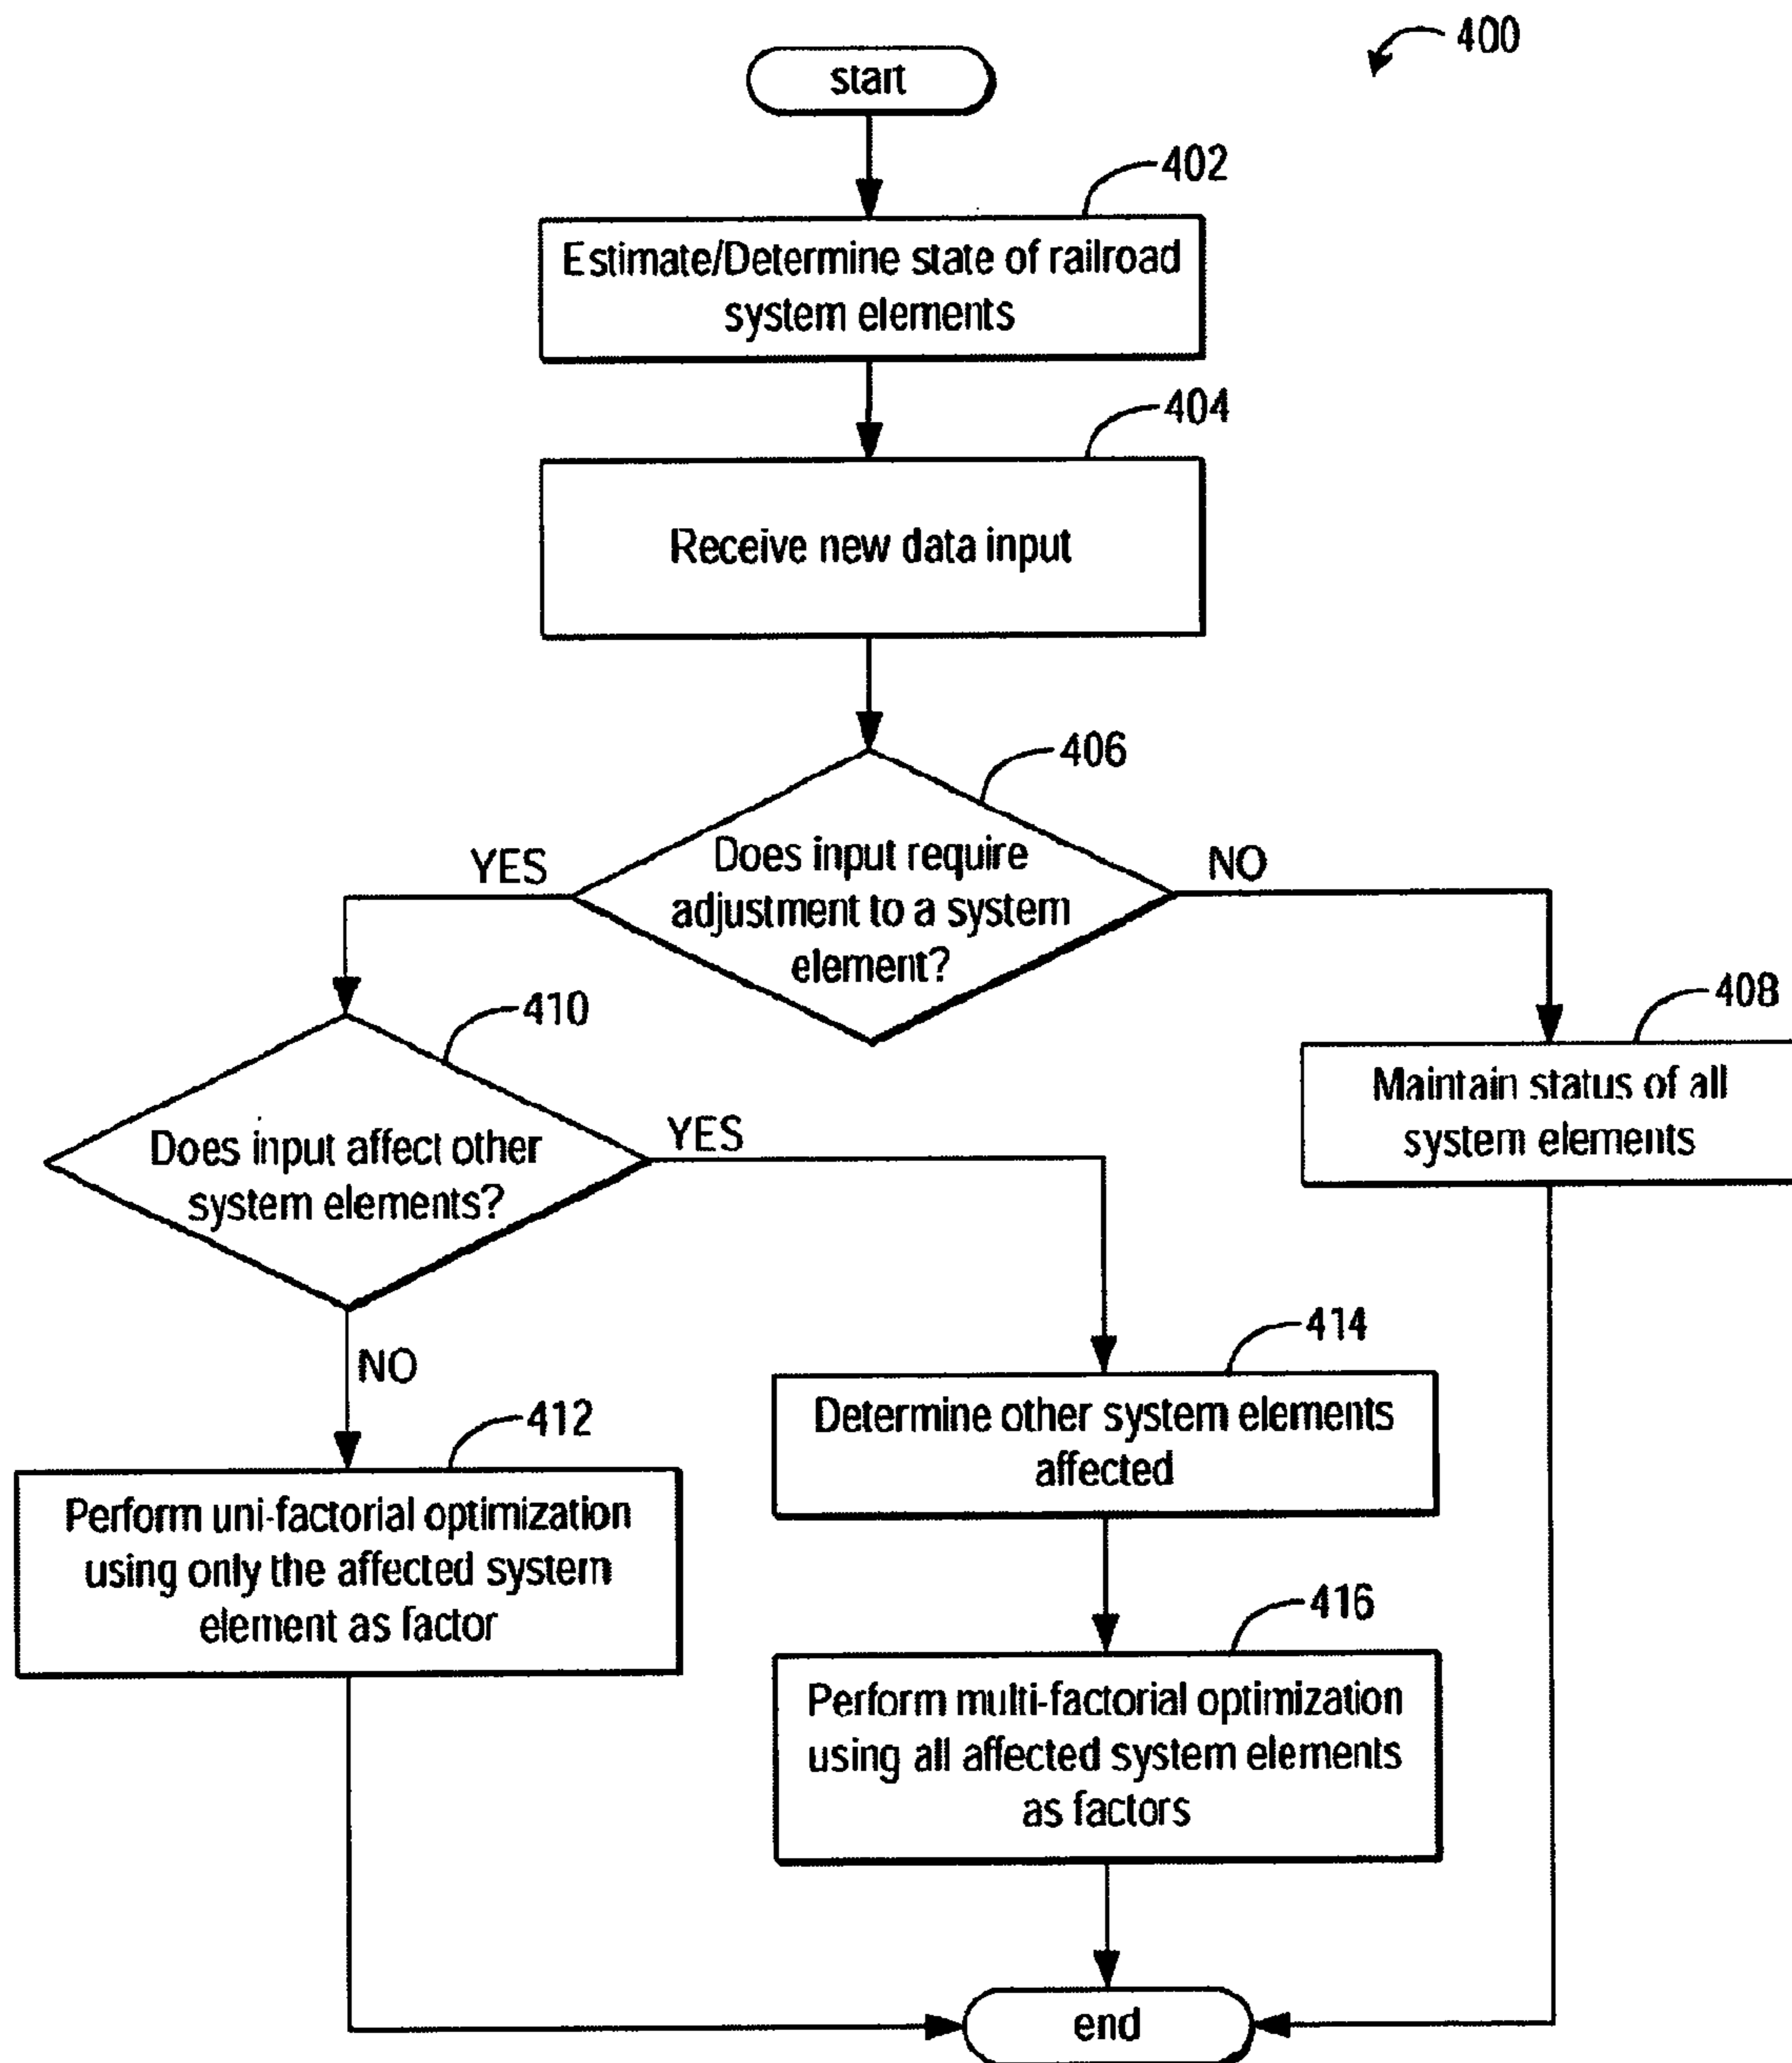 400
start
402
Estimate/Determine state of railroad
system elements
404
Receive new data input
406
Does input require
adjustment to a system
element?
YES
NO
408
Maintain status of all
system elements
410
Does input affect other
system elements?
YES
NO
412
Perform uni-factorial optimization
using only the affected system
element as factor
414
Determine other system elements
affected
416
Perform multi-factorial optimization
using all affected system elements
as factors
end